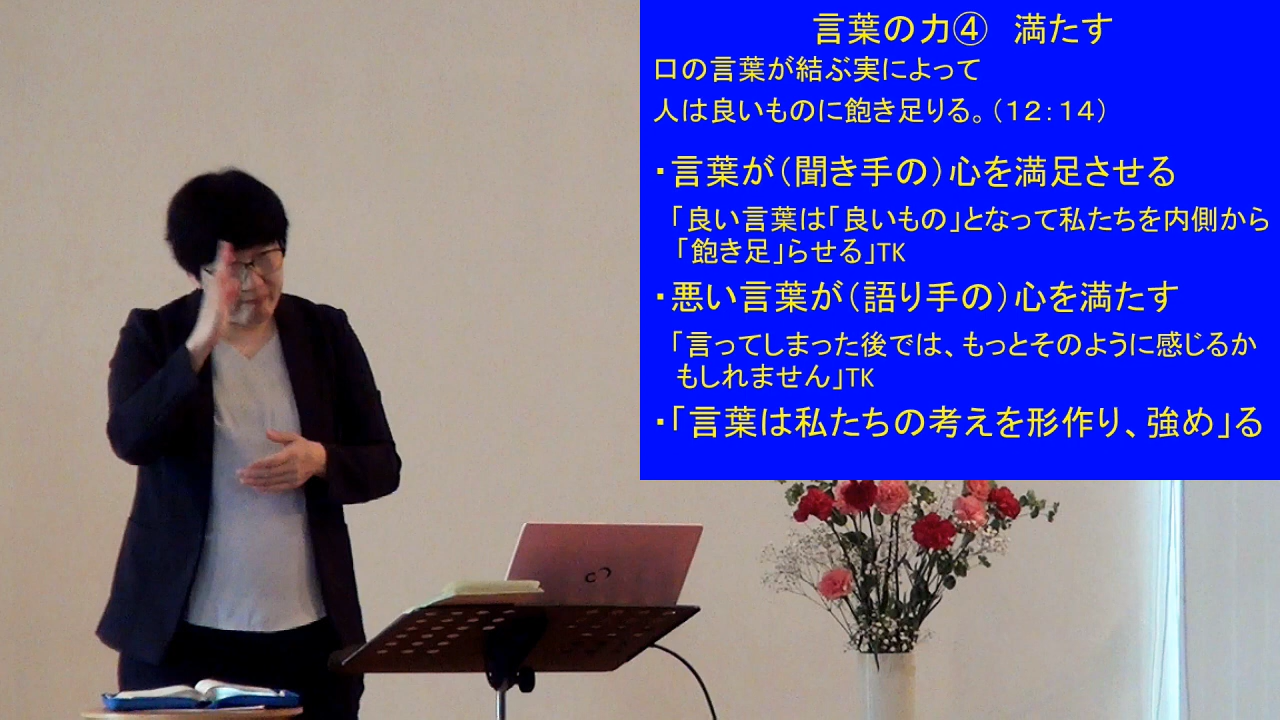 言葉の力④　満たす
口の言葉が結ぶ実によって
人は良いものに飽き足りる。（１２：１４）
・言葉が（聞き手の）心を満足させる
「良い言葉は「良いもの」となって私たちを内側から
「飽き足」らせる」TK
・悪い言葉が（語り手の）心を満たす
「言ってしまった後では、もっとそのように感じるか
もしれません」TK
・「言葉は私たちの考えを形作り、強め」る